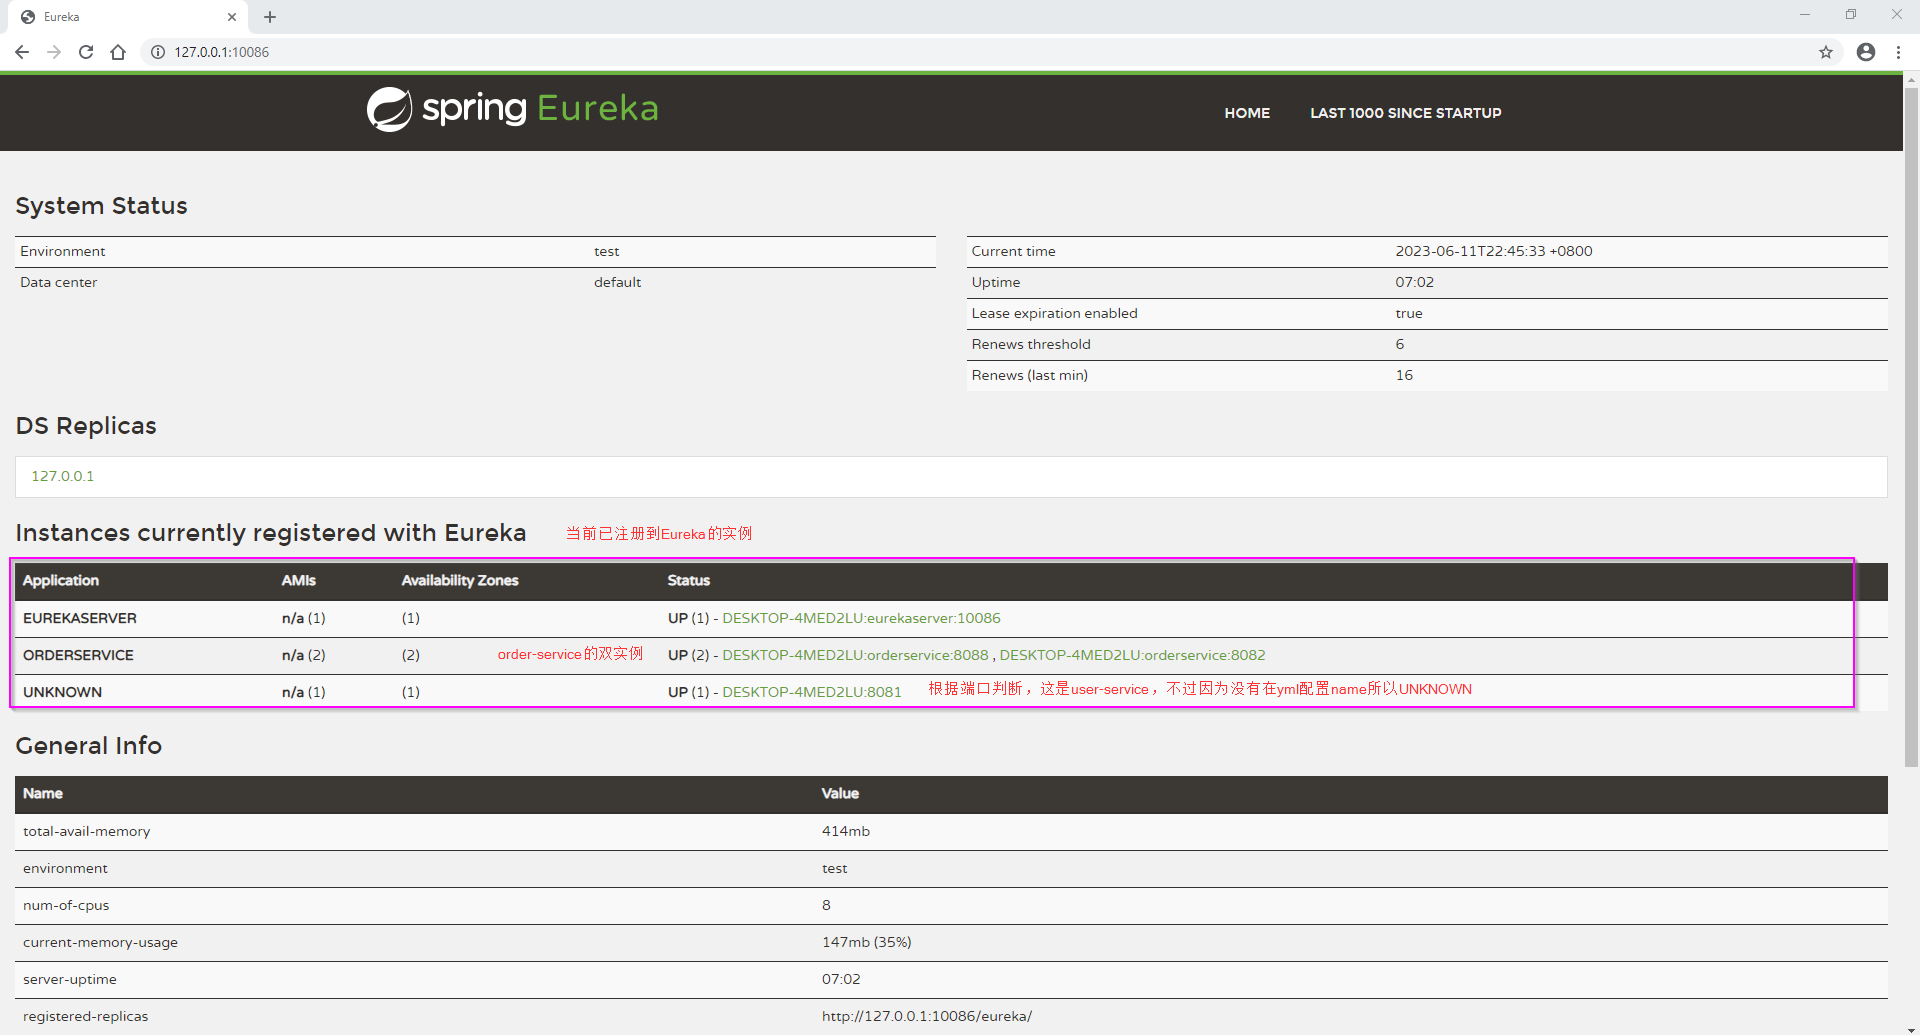 Eureka
127.0.0.1:10086
spring Eureka
HOME
LAST 1000 SINCE STARTUP
System Status
Environment test
Data center default
Current time 2023-06-11T22:45:33 +0800
Uptime 07:02
Lease expiration enabled true
Renews threshold 6
Renews (last min) 16
DS Replicas
127.0.0.1
Instances currently registered with Eureka 当前已注册到Eureka的实例
Application AMIs Availability Zones Status
EUREKASERVER n/a (1) (1) UP (1) - DESKTOP-4MED2LU:eurekaserver:10086
ORDERSERVICE n/a (2) (2) order-service的双实例 UP (2) - DESKTOP-4MED2LU:orderservice:8088 , DESKTOP-4MED2LU:orderservice:8082
UNKNOWN n/a (1) (1) UP (1) - DESKTOP-4MED2LU:8081 根据端口判断，这是user-service，不过因为没有在yml配置name所以UNKNOWN
General Info
Name Value
total-avail-memory 414mb
environment test
num-of-cpus 8
current-memory-usage 147mb (35%)
server-uptime 07:02
registered-replicas http://127.0.0.1:10086/eureka/